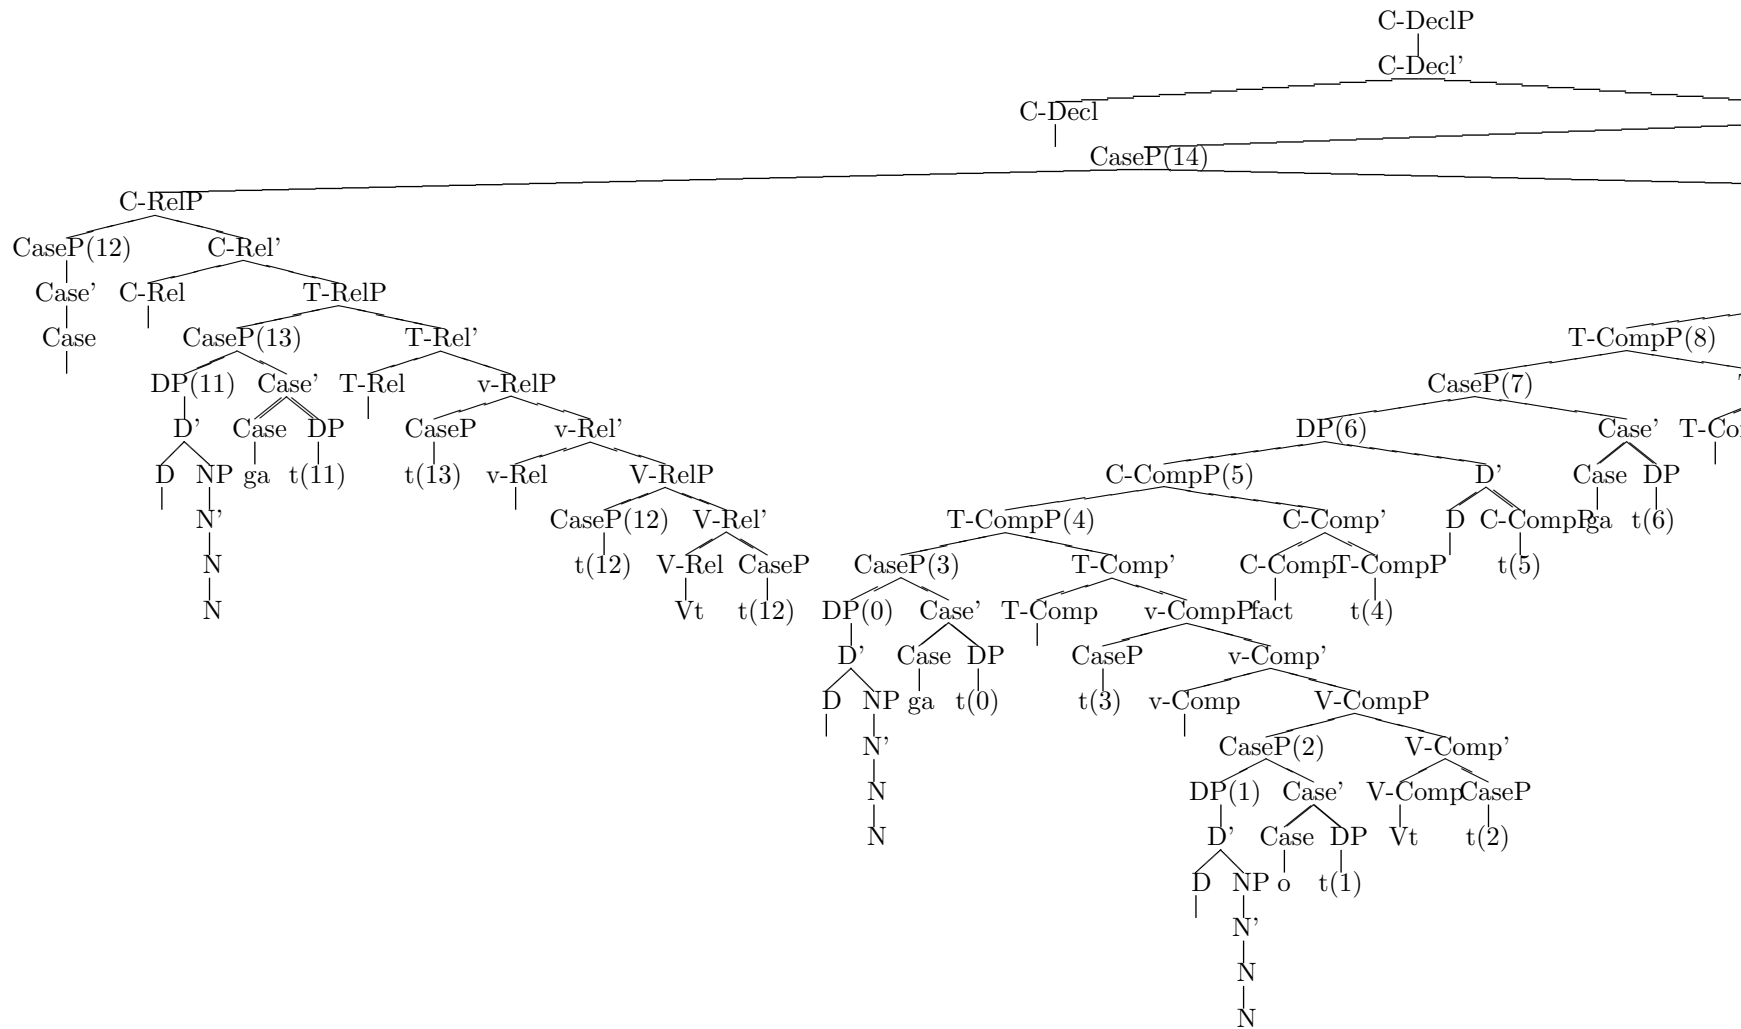 C-DeclP
C-Decl'
C-Decl
CaseP(14)
C-RelP
CaseP(12) C-Rel'
Case' C-Rel T-RelP
Case CaseP(13) T-Rel' T-CompP(8)
DP(11) Case' T-Rel v-RelP CaseP(7)
D' Case DP CaseP v-Rel' DP(6) Case' T-Co
D NP ga t(11) t(13) v-Rel V-RelP C-CompP(5) D' Case DP
N' CaseP(12) V-Rel' T-CompP(4) C-Comp' D C-CompP ga t(6)
N t(12) V-Rel CaseP CaseP(3) T-Comp' C-Comp T-CompP t(5)
N Vt t(12) DP(0) Case' T-Comp v-CompP fact t(4)
D' Case DP CaseP v-Comp'
D NP ga t(0) t(3) v-Comp V-CompP
N' CaseP(2) V-Comp'
N DP(1) Case' V-Comp CaseP
N D' Case DP Vt t(2)
D NP o t(1)
N'
N
N